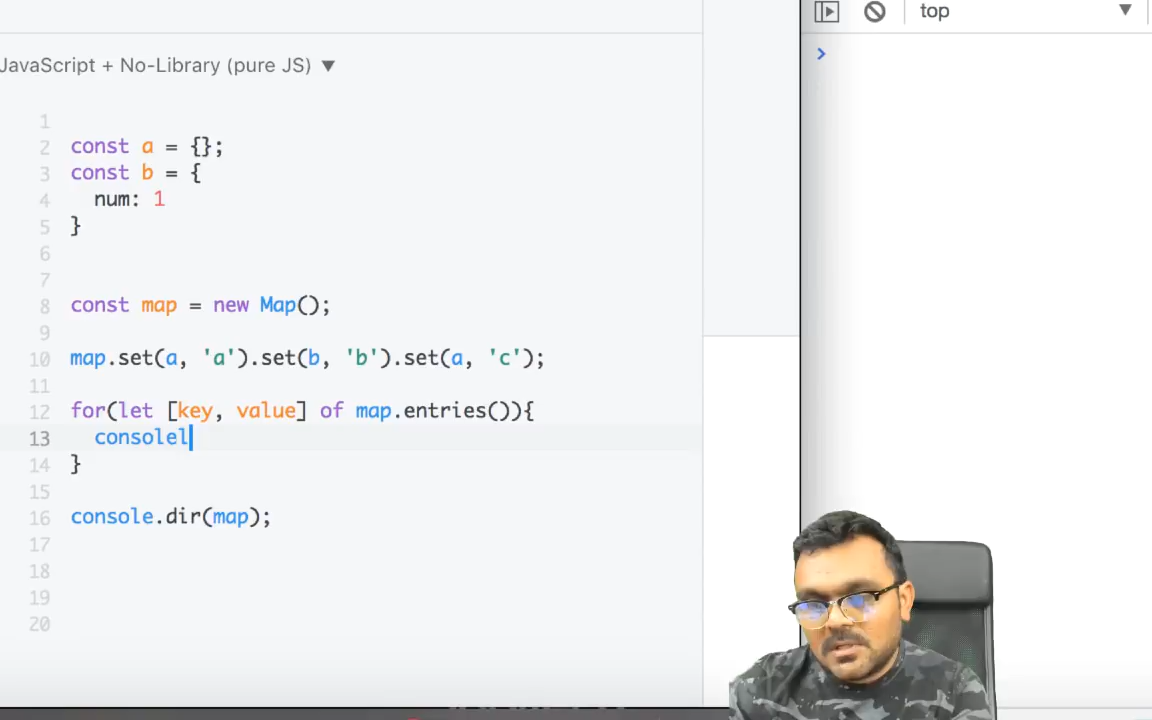 top
JavaScript + No-Library (pure JS)
1
2 const a = {};
3 const b = {
4 num: 1
5 }
6
7
8 const map = new Map();
9
10 map.set(a, 'a').set(b, 'b').set(a, 'c');
11
12 for(let [key, value] of map.entries()){
13 consolel
14 }
15
16 console.dir(map);
17
18
19
20